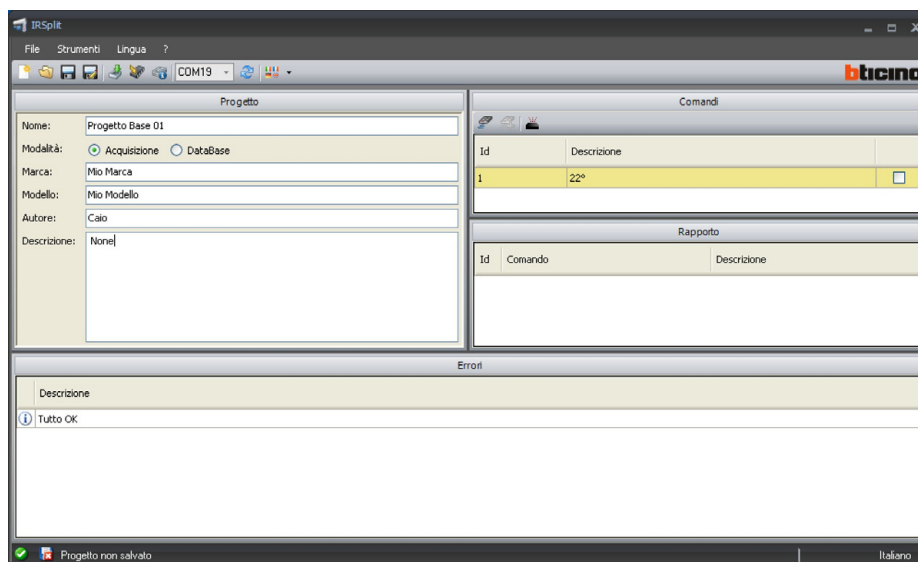 IRSplit
File Strumenti Lingua ?
COM19
bticino
Progetto
Nome: Progetto Base 01
Modalità: Acquisizione DataBase
Marca: Mio Marca
Modello: Mio Modello
Autore: Caio
Descrizione: None
Comandi
Id Descrizione
1 22°
Rapporto
Id Comando Descrizione
Errori
Descrizione
Tutto OK
Progetto non salvato Italiano